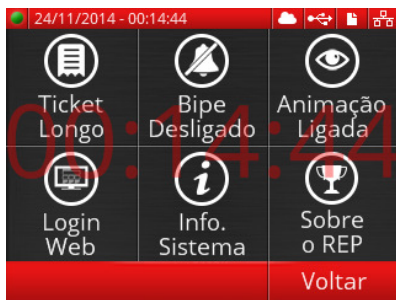 24/11/2014 - 00:14:44
Ticket Longo
Bipe Desligado
Animação Ligada
00:14:44
Login Web
Info. Sistema
Sobre o REP
Voltar